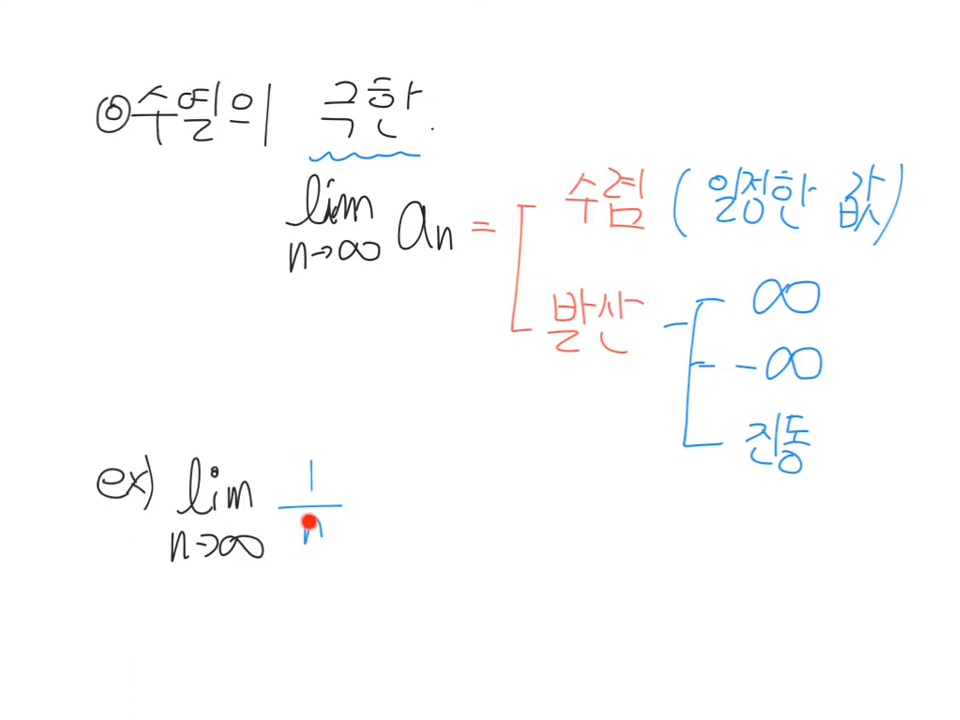 ◎수열의 극한.
lim n→∞ aₙ = 수렴 (일정한 값)
발산 - ∞
-∞
진동
ex) lim n→∞ 1/n